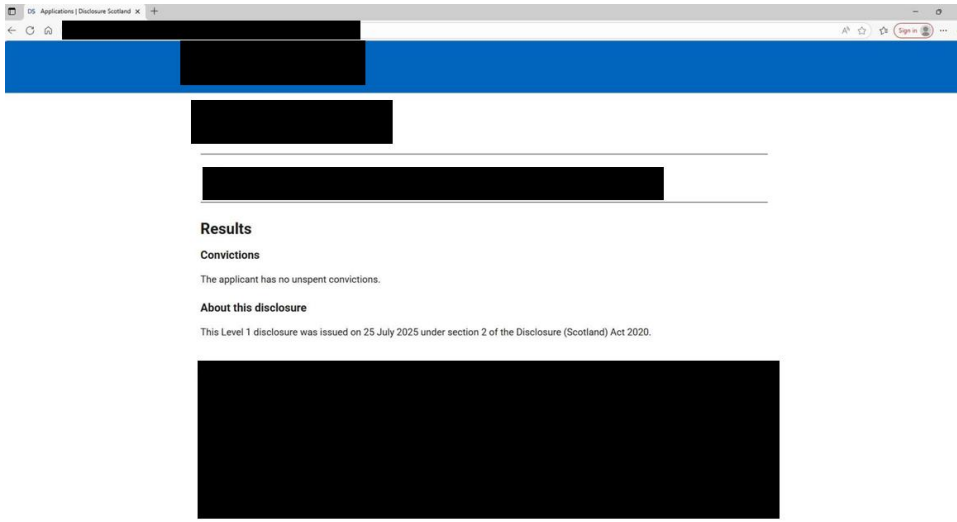 DS Applications | Disclosure Scotland
Sign in
Results
Convictions
The applicant has no unspent convictions.
About this disclosure
This Level 1 disclosure was issued on 25 July 2025 under section 2 of the Disclosure (Scotland) Act 2020.